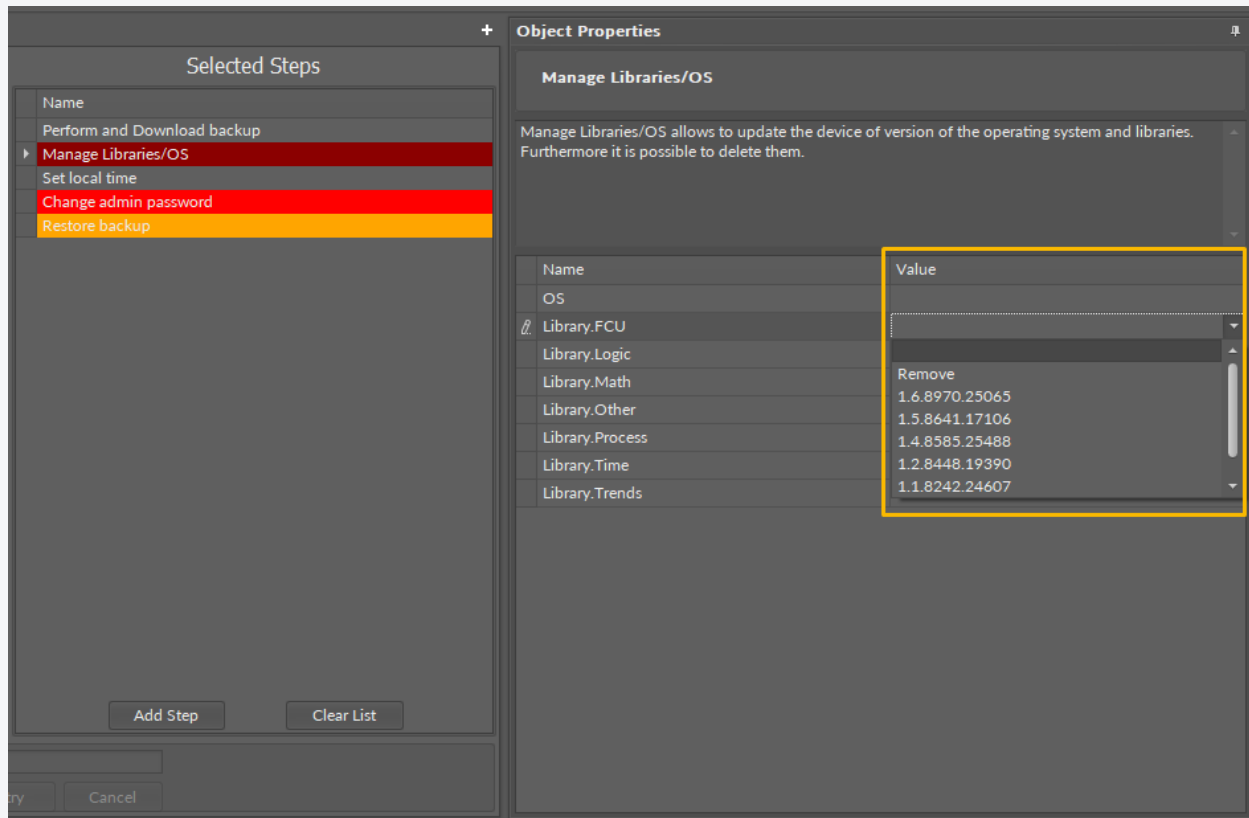 +
Selected Steps
Name
Perform and Download backup
Manage Libraries/OS
Set local time
Change admin password
Restore backup
Add Step
Clear List
Cancel
Object Properties
Manage Libraries/OS
Manage Libraries/OS allows to update the device of version of the operating system and libraries.
Furthermore it is possible to delete them.
Name Value
OS
Library.FCU
Library.Logic
Library.Math
Library.Other
Library.Process
Library.Time
Library.Trends
Remove
1.6.8970.25065
1.5.8641.17106
1.4.8585.25488
1.2.8448.19390
1.1.8242.24607